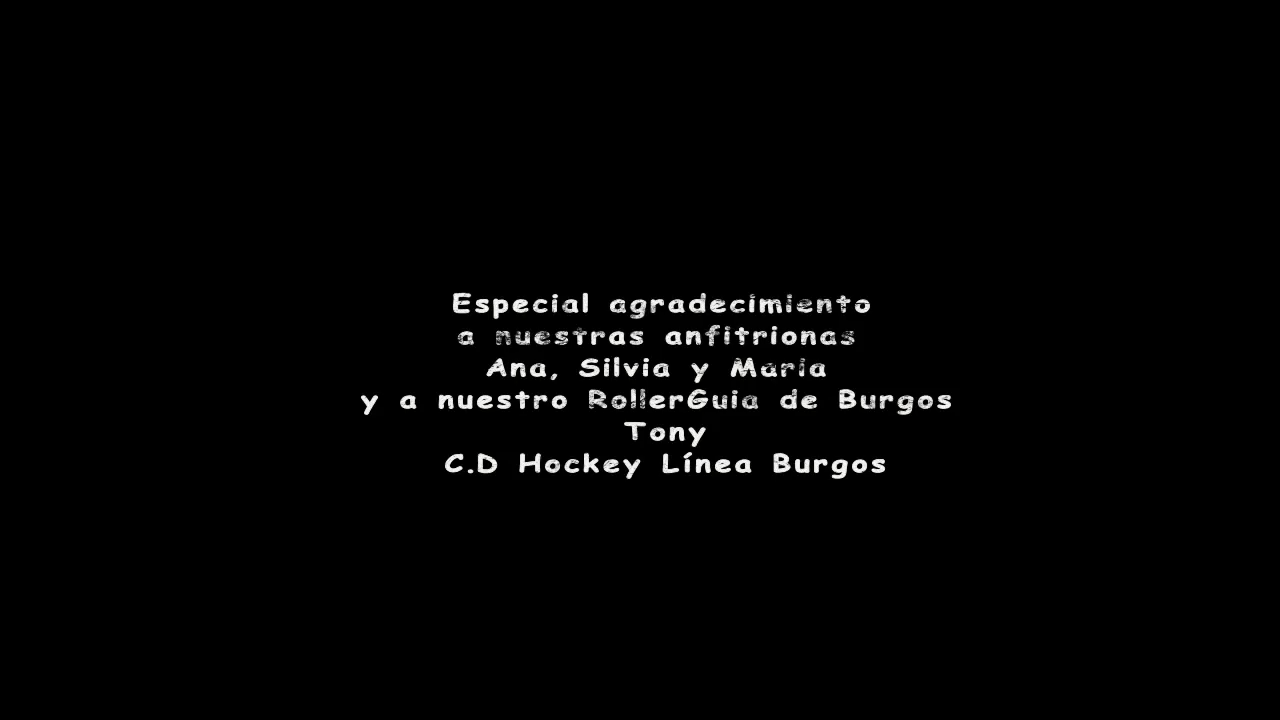 Especial agradecimiento
a nuestras anfitrionas
Ana, Silvia y Maria
y a nuestro RollerGuia de Burgos
Tony
C.D Hockey Línea Burgos